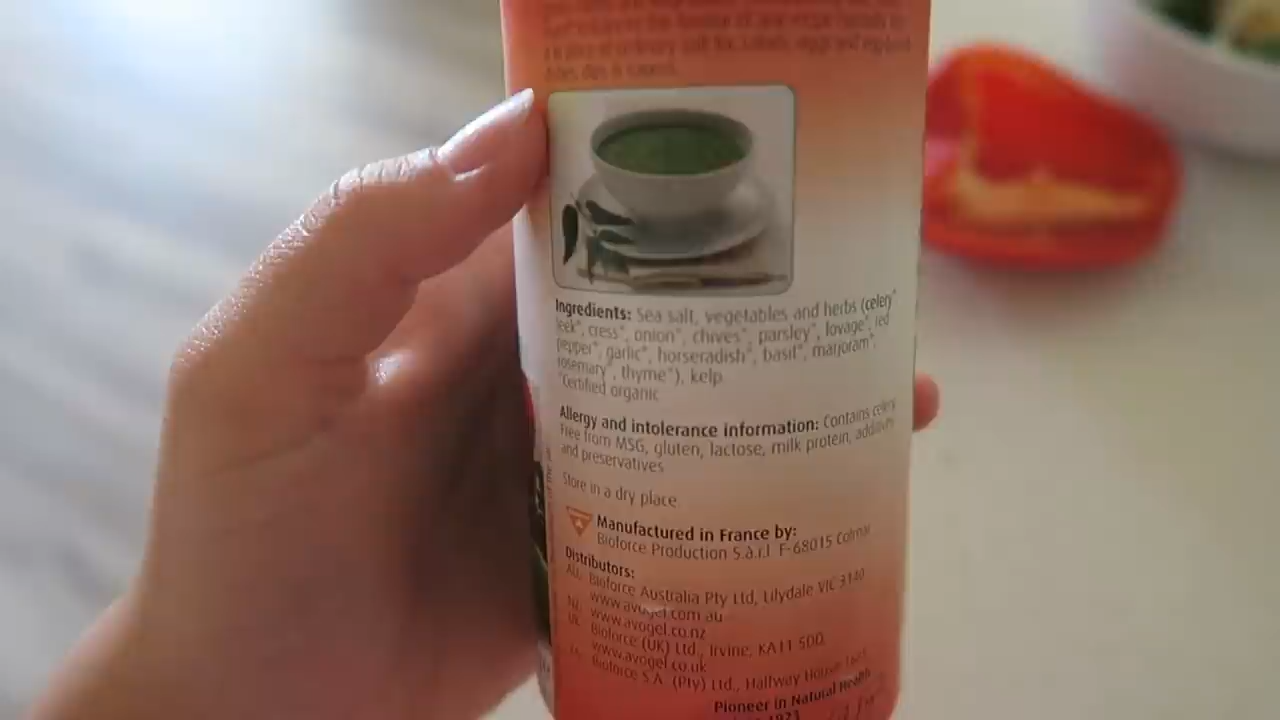 Ingredients: Sea salt, vegetables and herbs (celery*
leek*, cress*, onion*, chives*, parsley*, lovage*, red
pepper*, garlic*, horseradish*, basil*, marjoram*,
rosemary*, thyme*), kelp
*Certified organic
Allergy and intolerance information: Contains celery
Free from MSG, gluten, lactose, milk protein, additives
and preservatives
Store in a dry place
Manufactured in France by:
Bioforce Production S.à.r.l F-68015 Colmar
Distributors:
AU: Bioforce Australia Pty Ltd, Lilydale VIC 3140
www.avogel.com au
NZ: www.avogel.co.nz
UK: Bioforce (UK) Ltd., Irvine, KA11 5DD
www.avogel.co.uk
Bioforce S.A. (Pty) Ltd., Halfway House
Pioneer in Natural Health
1923